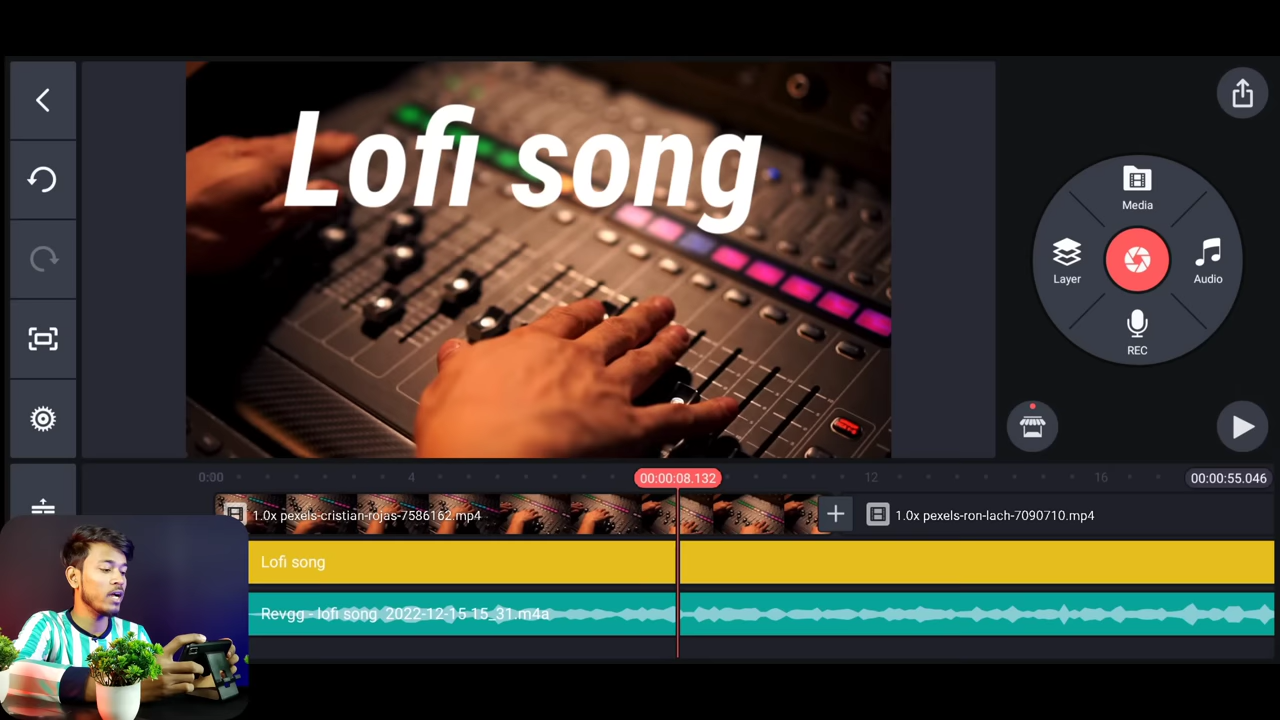 Lofi song
Media
Layer
Audio
REC
0:00
4
00:00:08.132
12
16
00:00:55.046
1.0x pexels-cristian-rojas-7586162.mp4
1.0x pexels-ron-lach-7090710.mp4
Lofi song
Revgg - lofi song 2022-12-15 15_31.m4a